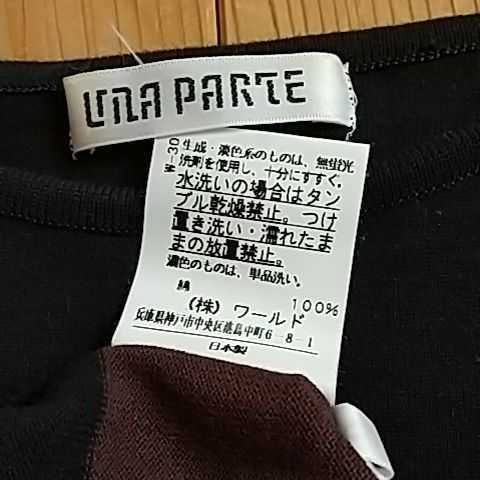 UNA PARTE
W-30
生成・淡色系のものは、無蛍光
洗剤を使用し、十分にすすぐ。
水洗いの場合はタン
ブル乾燥禁止。つけ
置き洗い・濡れたま
まの放置禁止。
濃色のものは、単品洗い。
綿 100%
(株) ワールド
兵庫県神戸市中央区港島中町6-8-1
日本製